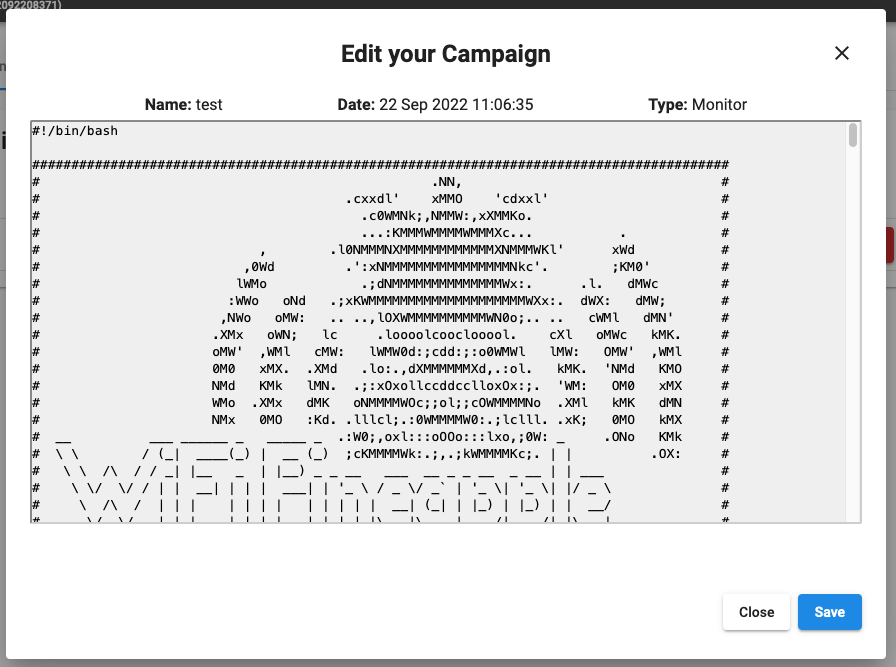 2092208371)
Edit your Campaign
Name: test Date: 22 Sep 2022 11:06:35 Type: Monitor
#!/bin/bash
#########################################################################################
#                                                  .NN,                                 #
#                                       .cxxdl'    xMMO    'cdxxl'                      #
#                                         .c0WMNk;,NMMW:,xXMMKo.                        #
#                                         ...:KMMMWMMMMWMMMXc...           .            #
#                            ,        .l0NMMMNXMMMMMMMMMMMMXNMMMWKl'      xWd           #
#                          ,0Wd         .':xNMMMMMMMMMMMMMMMMNkc'.        ;KM0'         #
#                         lWMo            .;dNMMMMMMMMMMMMMMWx:.      .l.   dMWc        #
#                        :WWo   oNd   .;xKWMMMMMMMMMMMMMMMMMMMMWXx:.  dWX:   dMW;       #
#                       ,NWo   oMW:   .. ..,lOXWMMMMMMMMMMWN0o;.. ..   cWMl   dMN'      #
#                      .XMx   oWN;   lc     .loooolcooclooool.    cXl   oMWc   kMK.     #
#                      oMW'  ,WMl   cMW:   lWMW0d:;cdd:;:o0WMWl   lMW:   OMW'  ,WMl     #
#                      0M0   xMX.  .XMd   .lo:.,dXMMMMMMXd,.:ol.   kMK.  'NMd   KMO     #
#                      NMd   KMk   lMN.  .;:xOxollccddcclloxOx:;.  'WM:   OM0   xMX     #
#                      WMo  .XMx   dMK   oNMMMMWOc;;ol;;cOWMMMMNo  .XMl   kMK   dMN     #
#                      NMx   0MO   :Kd. .lllcl;.:0WMMMMW0:.;lclll. .xK;   0MO   kMX     #
#  __          ___ ______ _   _____ _  .:W0;,oxl:::oOOo:::lxo,;0W: _     .ONo   KMk     #
#  \ \        / (_|  ____(_) |  __ (_)  ;cKMMMMWk:.;,.;kWMMMMKc;. | |          .OX:     #
#   \ \  /\  / / _| |__   _  | |__) _ _ __   ___  __ _ _ __  _ __ | | ___               #
#    \ \/  \/ / | |  __| | | |  ___| | '_ \ / _ \/ _` | '_ \| '_ \| |/ _ \              #
#     \  /\  /  | | |    | | | |   | | | | |  __| (_| | |_) | |_) | |  __/              #
Close
Save